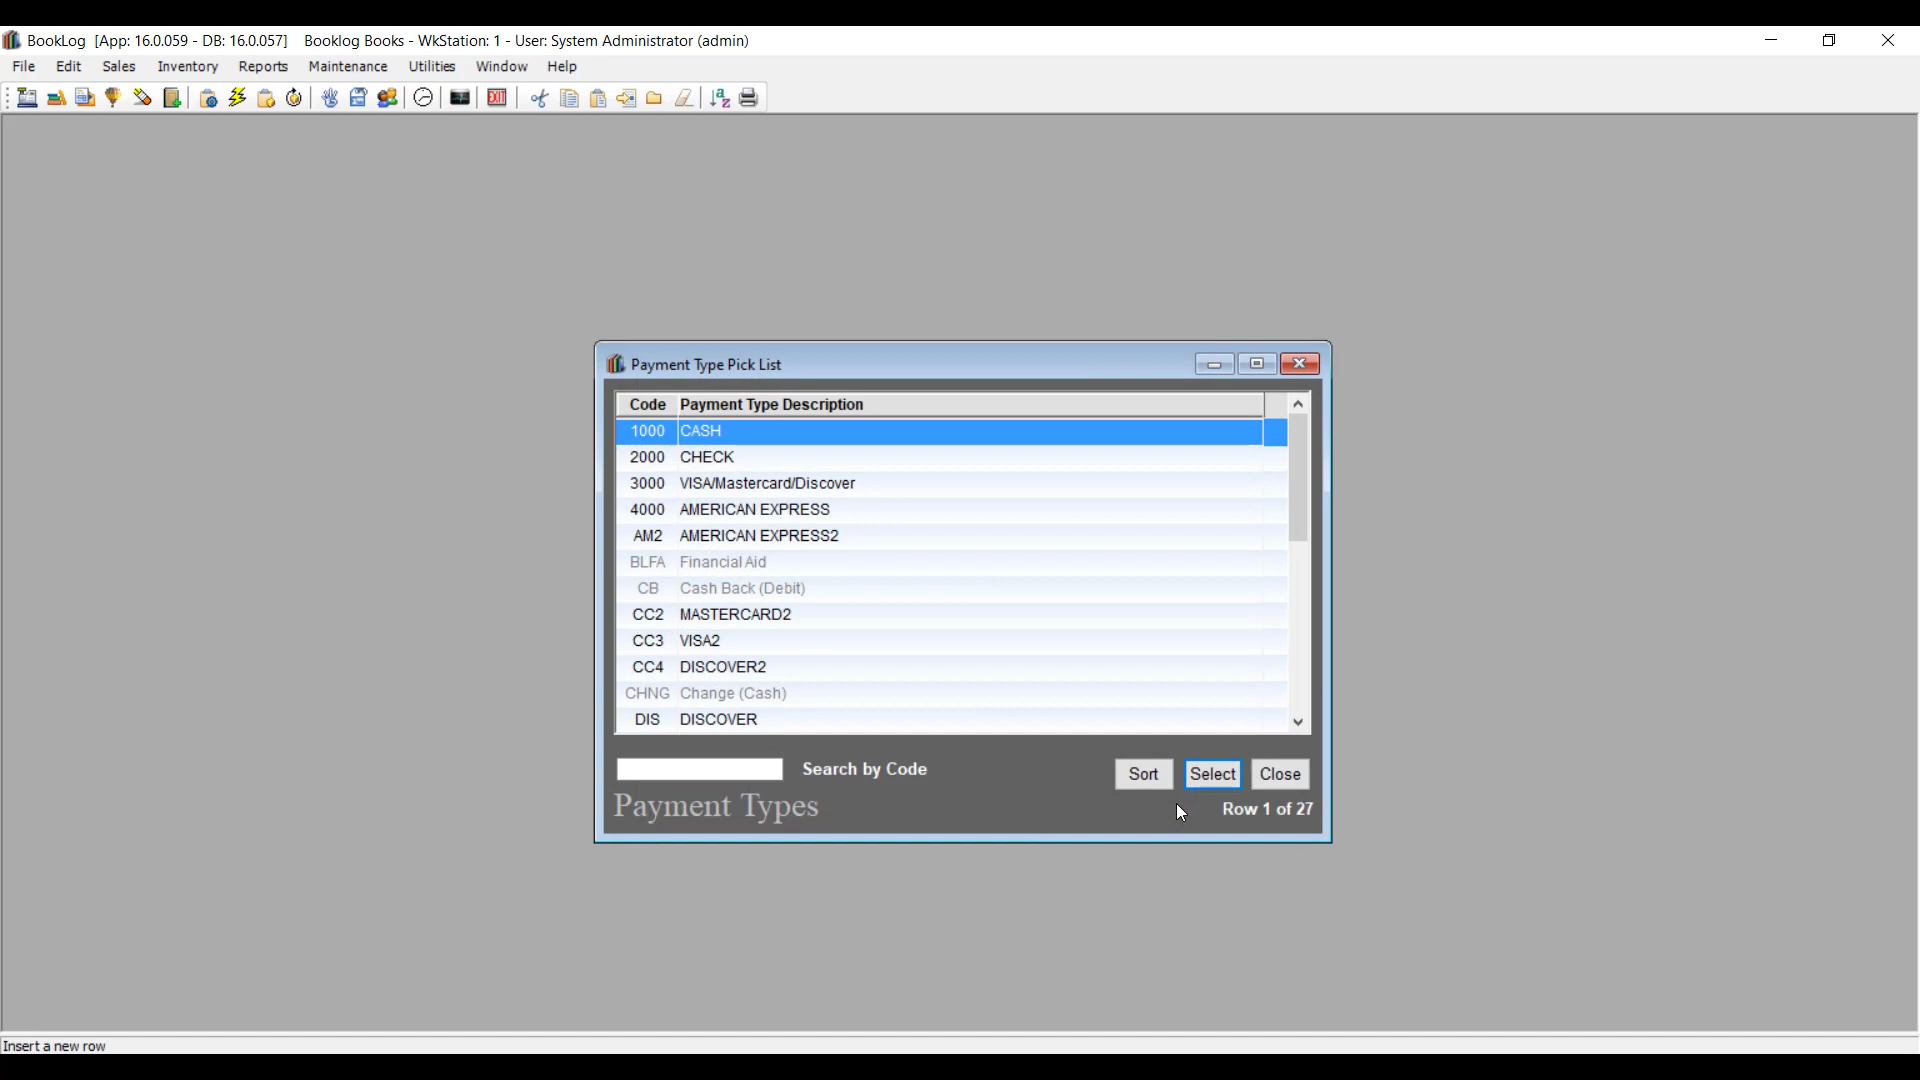 BookLog [App: 16.0.059 - DB: 16.0.057] Booklog Books - WkStation: 1 - User: System Administrator (admin)
File Edit Sales Inventory Reports Maintenance Utilities Window Help
EXIT
Payment Type Pick List
Code Payment Type Description
1000 CASH
2000 CHECK
3000 VISA/Mastercard/Discover
4000 AMERICAN EXPRESS
AM2 AMERICAN EXPRESS2
BLFA Financial Aid
CB Cash Back (Debit)
CC2 MASTERCARD2
CC3 VISA2
CC4 DISCOVER2
CHNG Change (Cash)
DIS DISCOVER
Search by Code Sort Select Close
Payment Types Row 1 of 27
Insert a new row